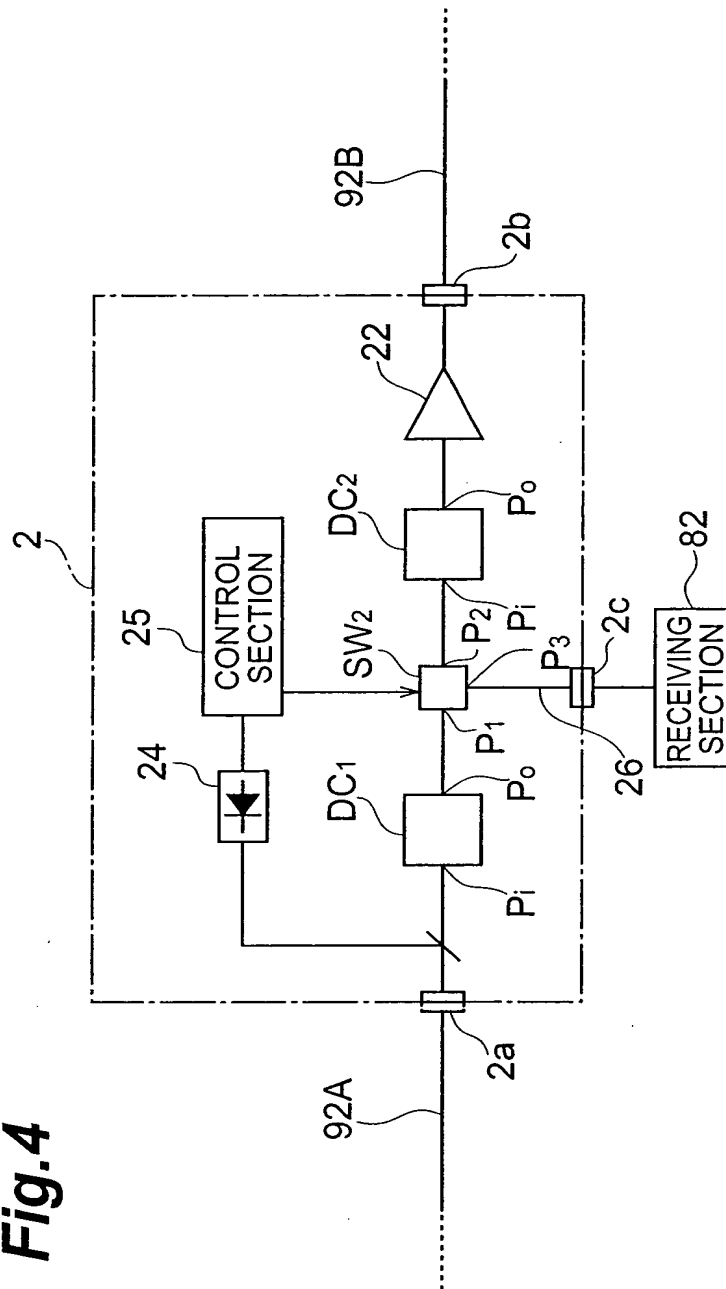 Fig.4
2
25
CONTROL
SECTION
24
SW2
DC1
DC2
22
92B
2b
92A
2a
Pi
Po
P1
P2
P3
Pi
Po
26
2c
82
RECEIVING
SECTION